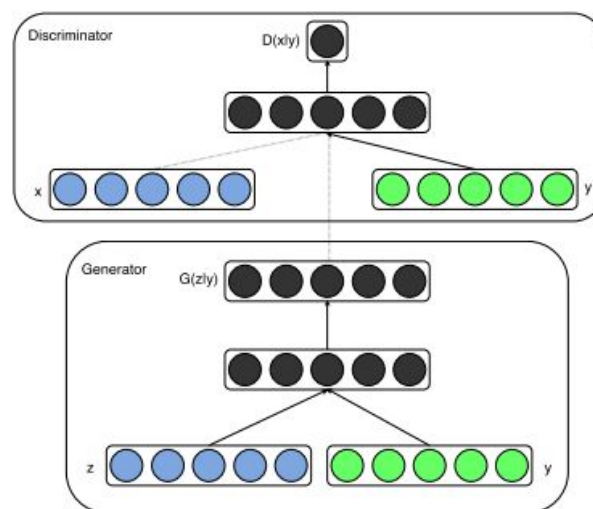 Discriminator
D(x|y)
x
y
Generator
G(z|y)
z
y